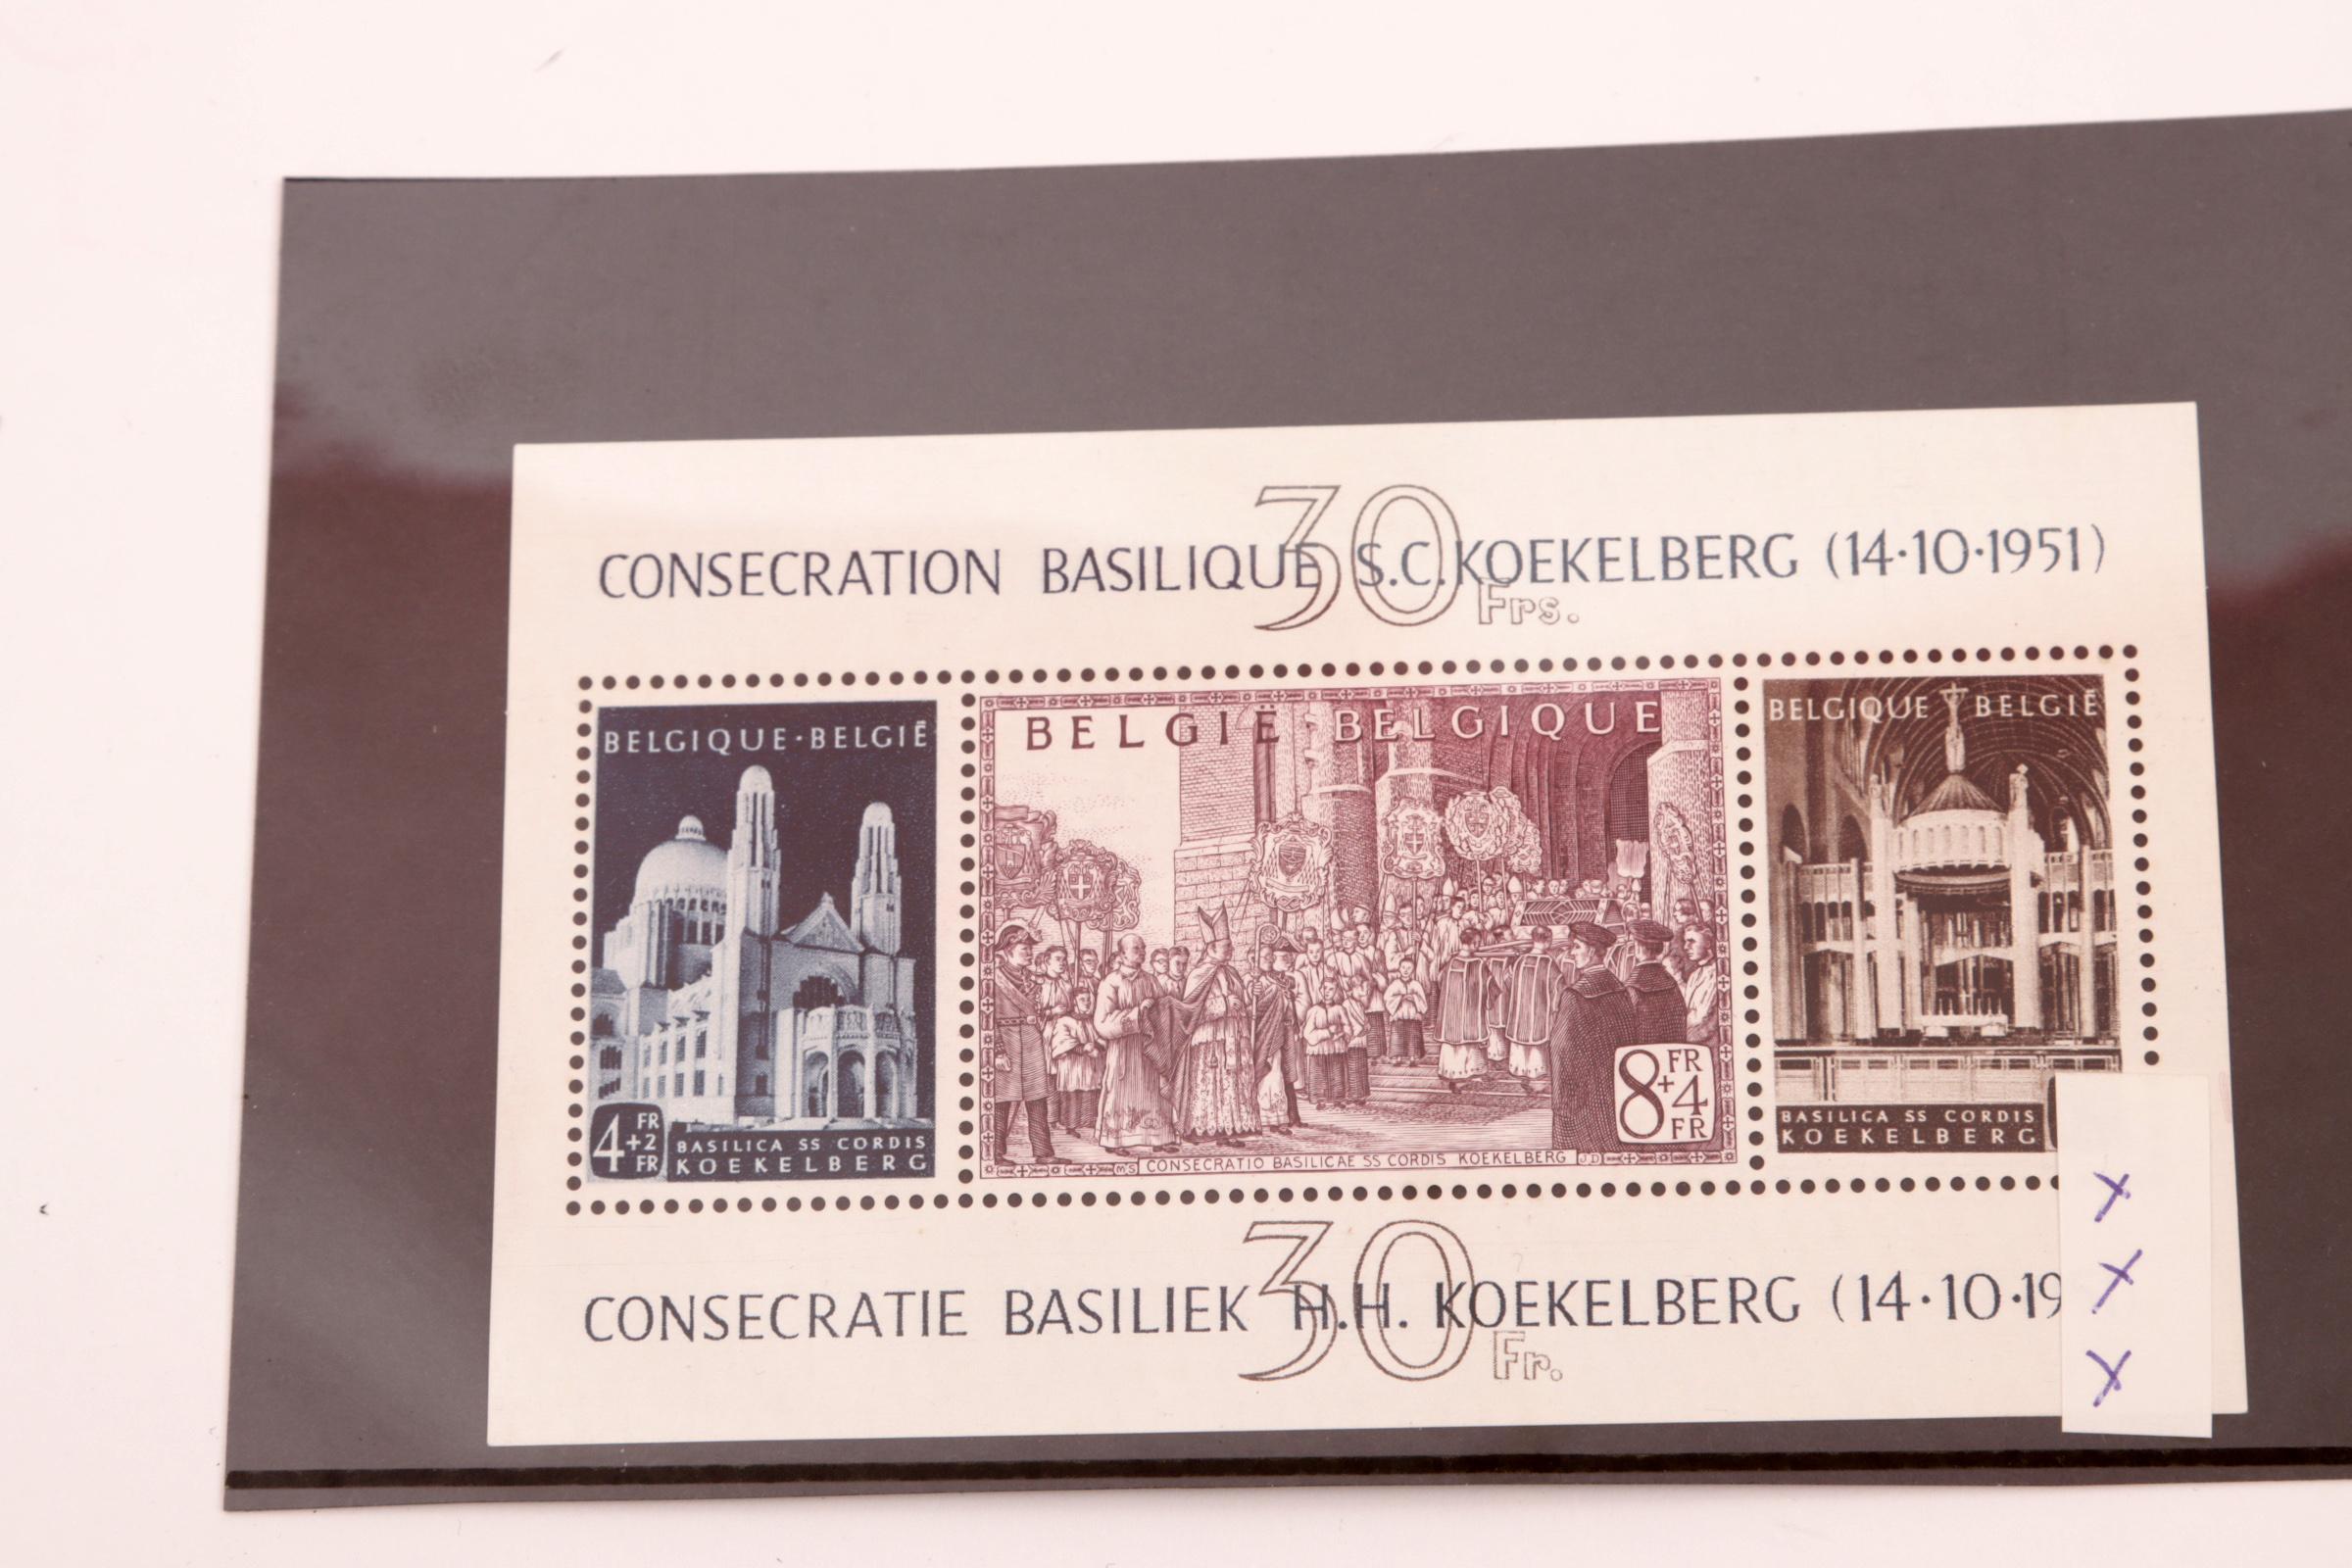 30 Frs.
CONSECRATION BASILIQUE S.C. KOEKELBERG (14·10·1951)
BELGIQUE·BELGIË
4 FR
+2
FR
BASILICA SS CORDIS
KOEKELBERG
BELGIË BELGIQUE
8 FR
+4
FR
MS CONSECRATIO BASILICAE SS CORDIS KOEKELBERG JD
BELGIQUE BELGIË
BASILICA SS CORDIS
KOEKELBERG
30 Fr.
CONSECRATIE BASILIEK H.H. KOEKELBERG (14·10·19
X
X
X